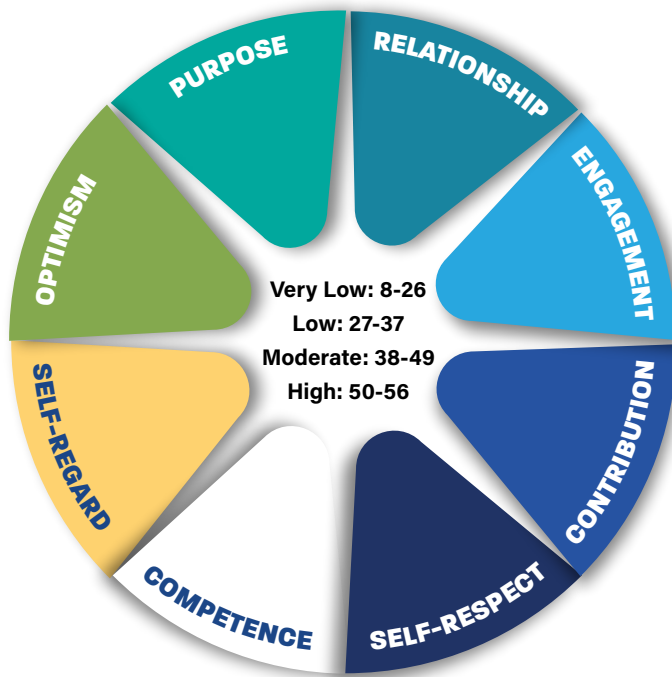 PURPOSE
RELATIONSHIP
ENGAGEMENT
CONTRIBUTION
SELF-RESPECT
COMPETENCE
SELF-REGARD
OPTIMISM
Very Low: 8-26
Low: 27-37
Moderate: 38-49
High: 50-56